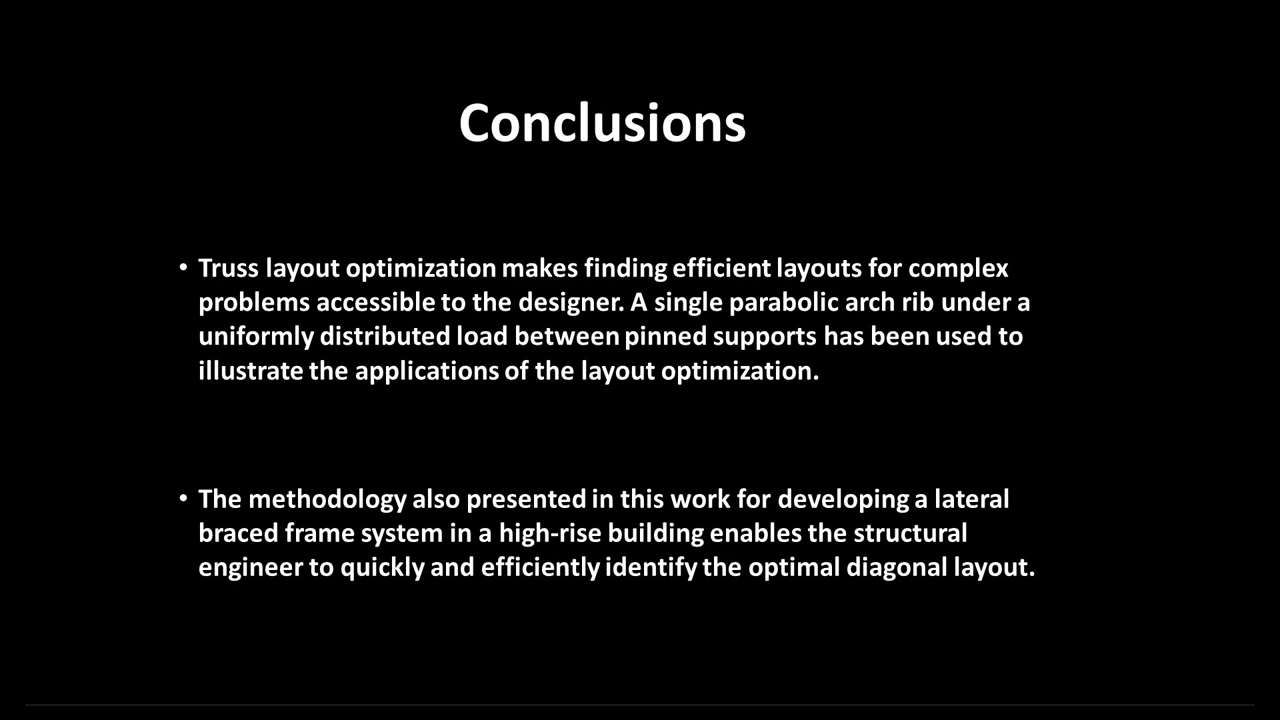 Conclusions
• Truss layout optimization makes finding efficient layouts for complex
problems accessible to the designer. A single parabolic arch rib under a
uniformly distributed load between pinned supports has been used to
illustrate the applications of the layout optimization.
• The methodology also presented in this work for developing a lateral
braced frame system in a high-rise building enables the structural
engineer to quickly and efficiently identify the optimal diagonal layout.